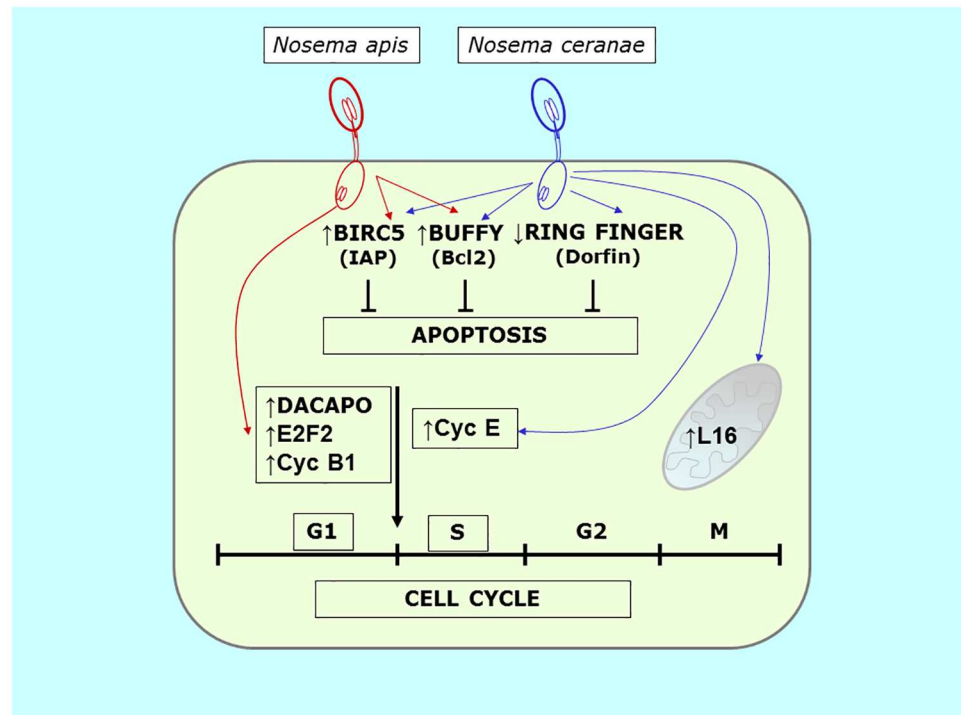 Nosema apis
Nosema ceranae
↑BIRC5 ↑BUFFY ↓RING FINGER
(IAP) (Bcl2) (Dorfin)
APOPTOSIS
↑DACAPO
↑E2F2
↑Cyc B1
↑Cyc E
↑L16
G1 S G2 M
CELL CYCLE